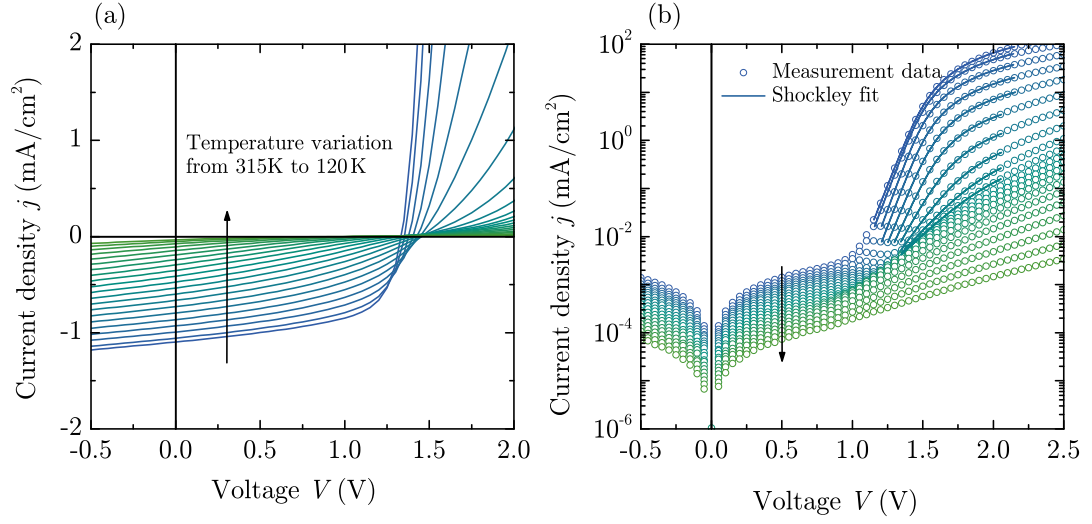 (a)
2
1
0
-1
-2
-0.5
0.0
0.5
1.0
1.5
2.0
Current density j (mA/cm²)
Voltage V (V)
Temperature variation
from 315K to 120K
(b)
10²
10⁰
10⁻²
10⁻⁴
10⁻⁶
-0.5
0.0
0.5
1.0
1.5
2.0
2.5
Current density j (mA/cm²)
Voltage V (V)
Measurement data
Shockley fit